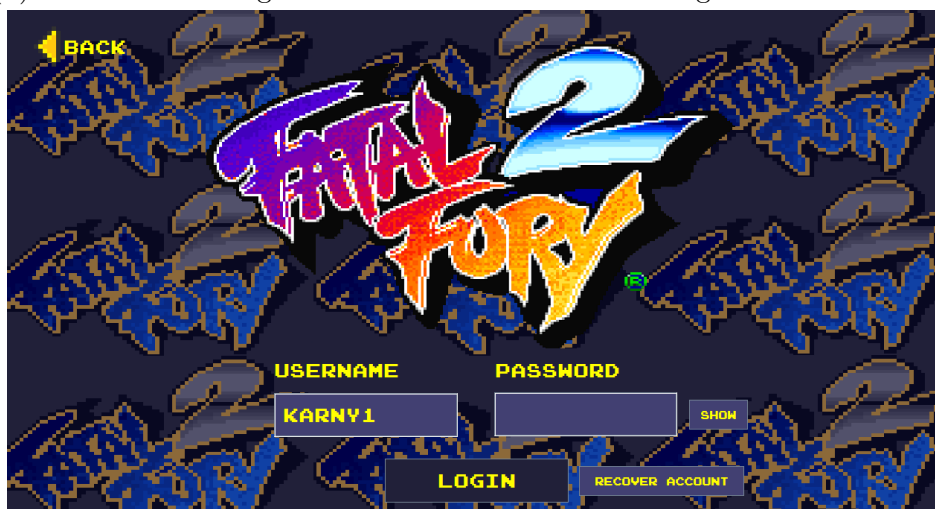 BACK
FATAL
2
FURY
®
USERNAME
PASSWORD
KARNY1
SHOW
LOGIN
RECOVER ACCOUNT